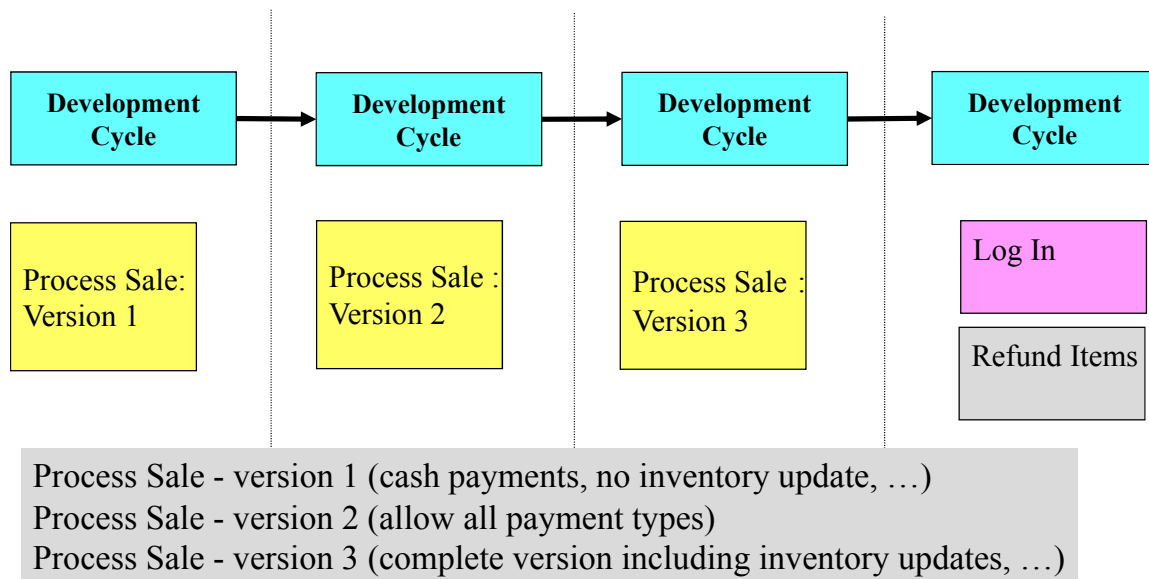 Development
Cycle
Development
Cycle
Development
Cycle
Development
Cycle
Process Sale:
Version 1
Process Sale :
Version 2
Process Sale :
Version 3
Log In
Refund Items
Process Sale - version 1 (cash payments, no inventory update, …)
Process Sale - version 2 (allow all payment types)
Process Sale - version 3 (complete version including inventory updates, …)